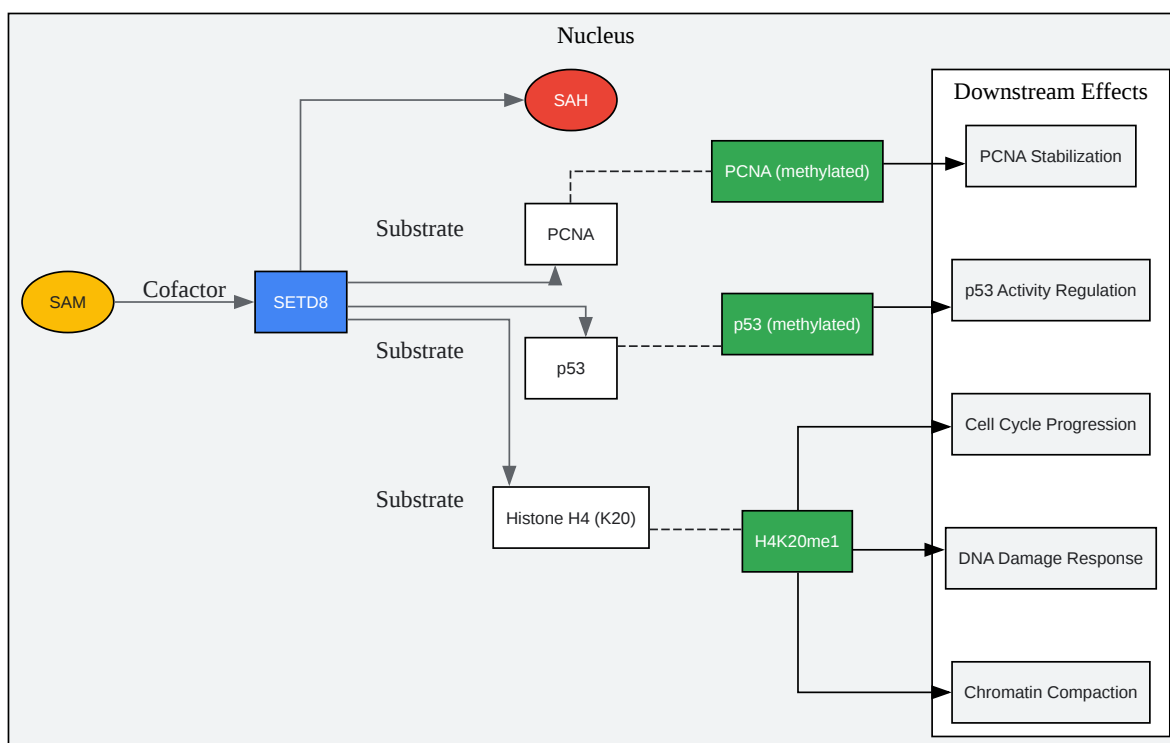 Nucleus
Downstream Effects
SAH
PCNA (methylated)
PCNA Stabilization
Substrate
PCNA
SAM
Cofactor
SETD8
p53 (methylated)
p53 Activity Regulation
Substrate
p53
Cell Cycle Progression
Substrate
Histone H4 (K20)
H4K20me1
DNA Damage Response
Chromatin Compaction